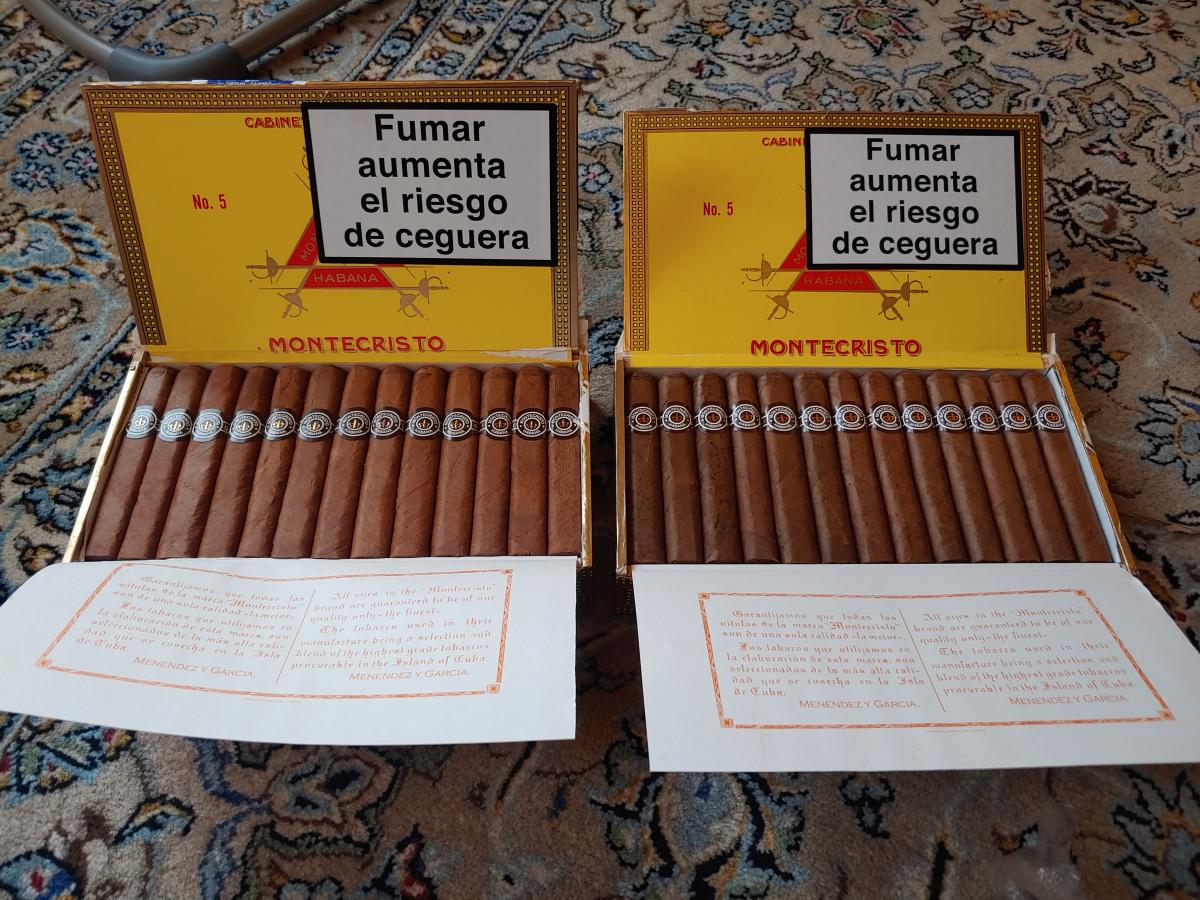 CABINE
Fumar
aumenta
el riesgo
de ceguera
No. 5
HABANA
MONTECRISTO
Garantizamos que todas las
vitolas de la marca "Montecristo"
son de una sola calidad-la mejor-
Los tabacos que utilizamos en
la elaboración de esta marca, son
seleccionados de la más alta cali-
dad que se cosecha en la Isla
de Cuba.
MENENDEZ Y GARCIA.
All sizes in the "Montecristo"
brand are guaranteed to be of one
quality only-the finest-.
The tobacco used in their
manufacture being a selection and
blend of the highest grade tobaccos
procurable in the Island of Cuba.
MENENDEZ Y GARCIA.
CABIN
Fumar
aumenta
el riesgo
de ceguera
No. 5
HABANA
MONTECRISTO
Garantizamos que todas las
vitolas de la marca "Montecristo"
son de una sola calidad-la mejor-
Los tabacos que utilizamos en
la elaboración de esta marca, son
seleccionados de la más alta cali-
dad que se cosecha en la Isla
de Cuba.
MENENDEZ Y GARCIA.
All sizes in the "Montecristo"
brand are guaranteed to be of one
quality only-the finest-.
The tobacco used in their
manufacture being a selection and
blend of the highest grade tobaccos
procurable in the Island of Cuba.
MENENDEZ Y GARCIA.